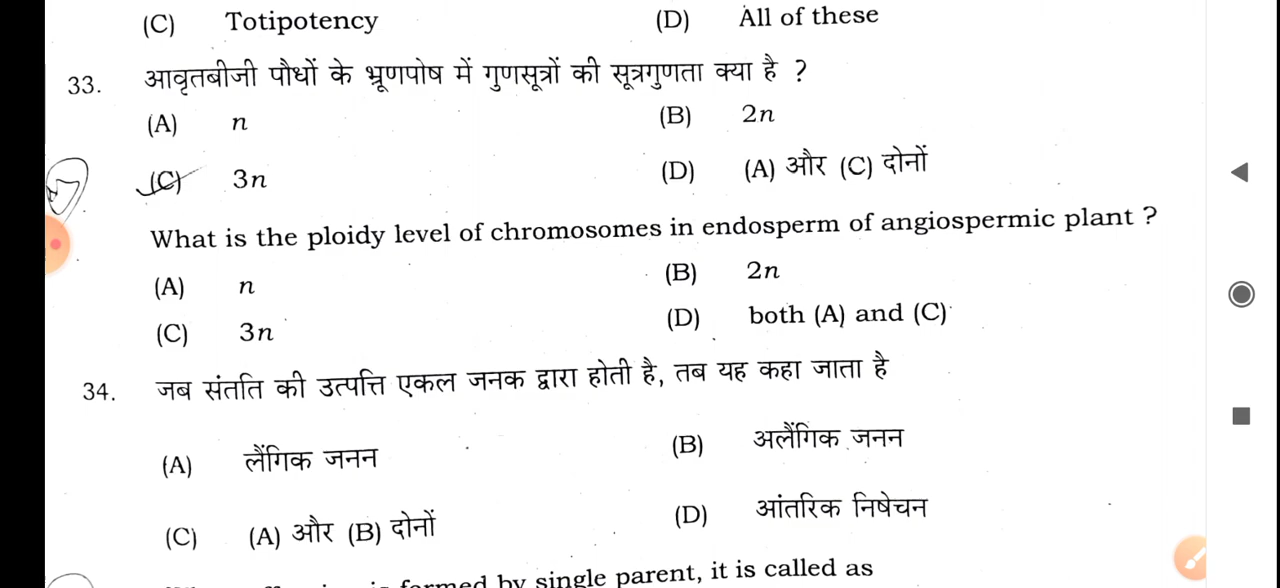 (C) Totipotency (D) All of these
33. आवृतबीजी पौधों के भ्रूणपोष में गुणसूत्रों की सूत्रगुणता क्या है ?
(A) n (B) 2n
(C) 3n (D) (A) और (C) दोनों
What is the ploidy level of chromosomes in endosperm of angiospermic plant ?
(A) n (B) 2n
(C) 3n (D) both (A) and (C)
34. जब संतति की उत्पत्ति एकल जनक द्वारा होती है, तब यह कहा जाता है
(A) लैंगिक जनन (B) अलैंगिक जनन
(C) (A) और (B) दोनों (D) आंतरिक निषेचन
formed by single parent, it is called as